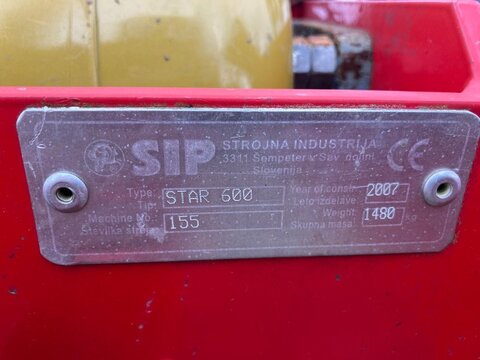 SIP
STROJNA INDUSTRIJA
3311 Šempeter v Sav. dolini
Slovenija
CE
Type:
Tip:
STAR 600
Year of constr.
Leto izdelave:
2007
Machine No.:
Številka stroja:
155
Weight:
Skupna masa:
1480 kg